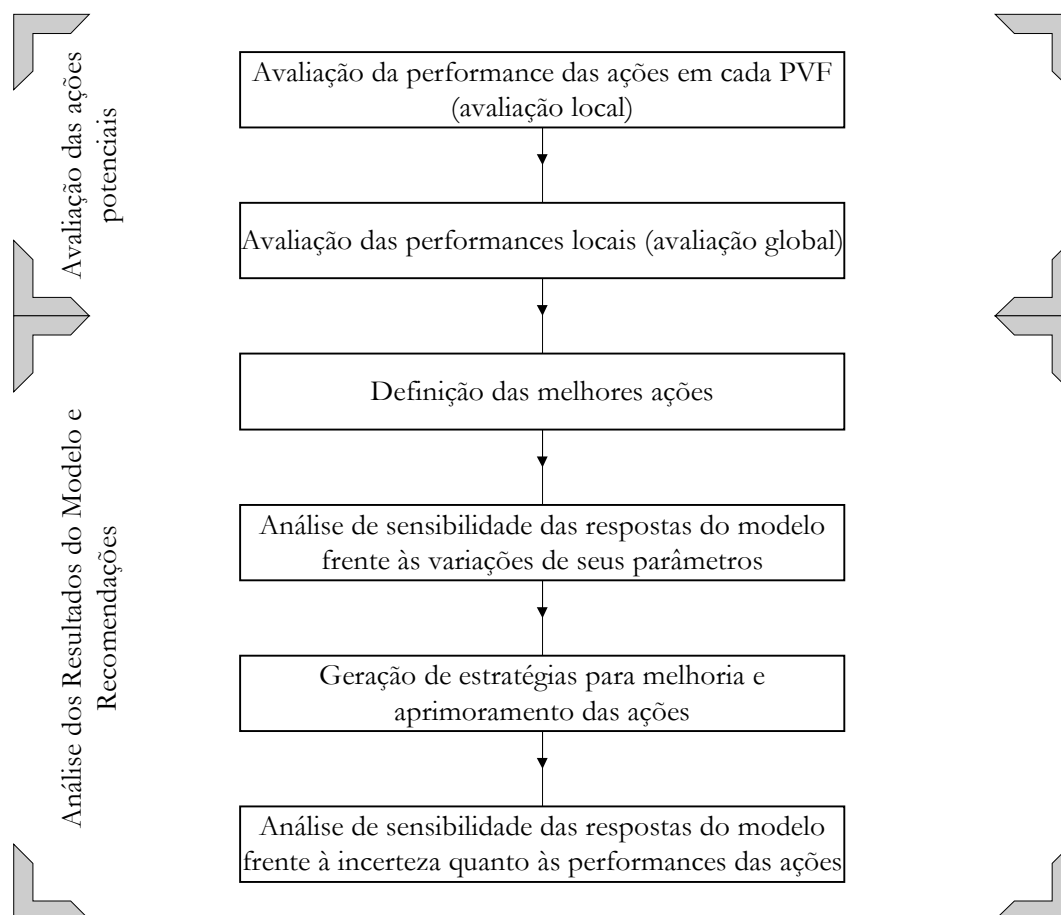 Avaliação das ações
potenciais
Avaliação da performance das ações em cada PVF
(avaliação local)
Avaliação das performances locais (avaliação global)
Análise dos Resultados do Modelo e
Recomendações
Definição das melhores ações
Análise de sensibilidade das respostas do modelo
frente às variações de seus parâmetros
Geração de estratégias para melhoria e
aprimoramento das ações
Análise de sensibilidade das respostas do modelo
frente à incerteza quanto às performances das ações